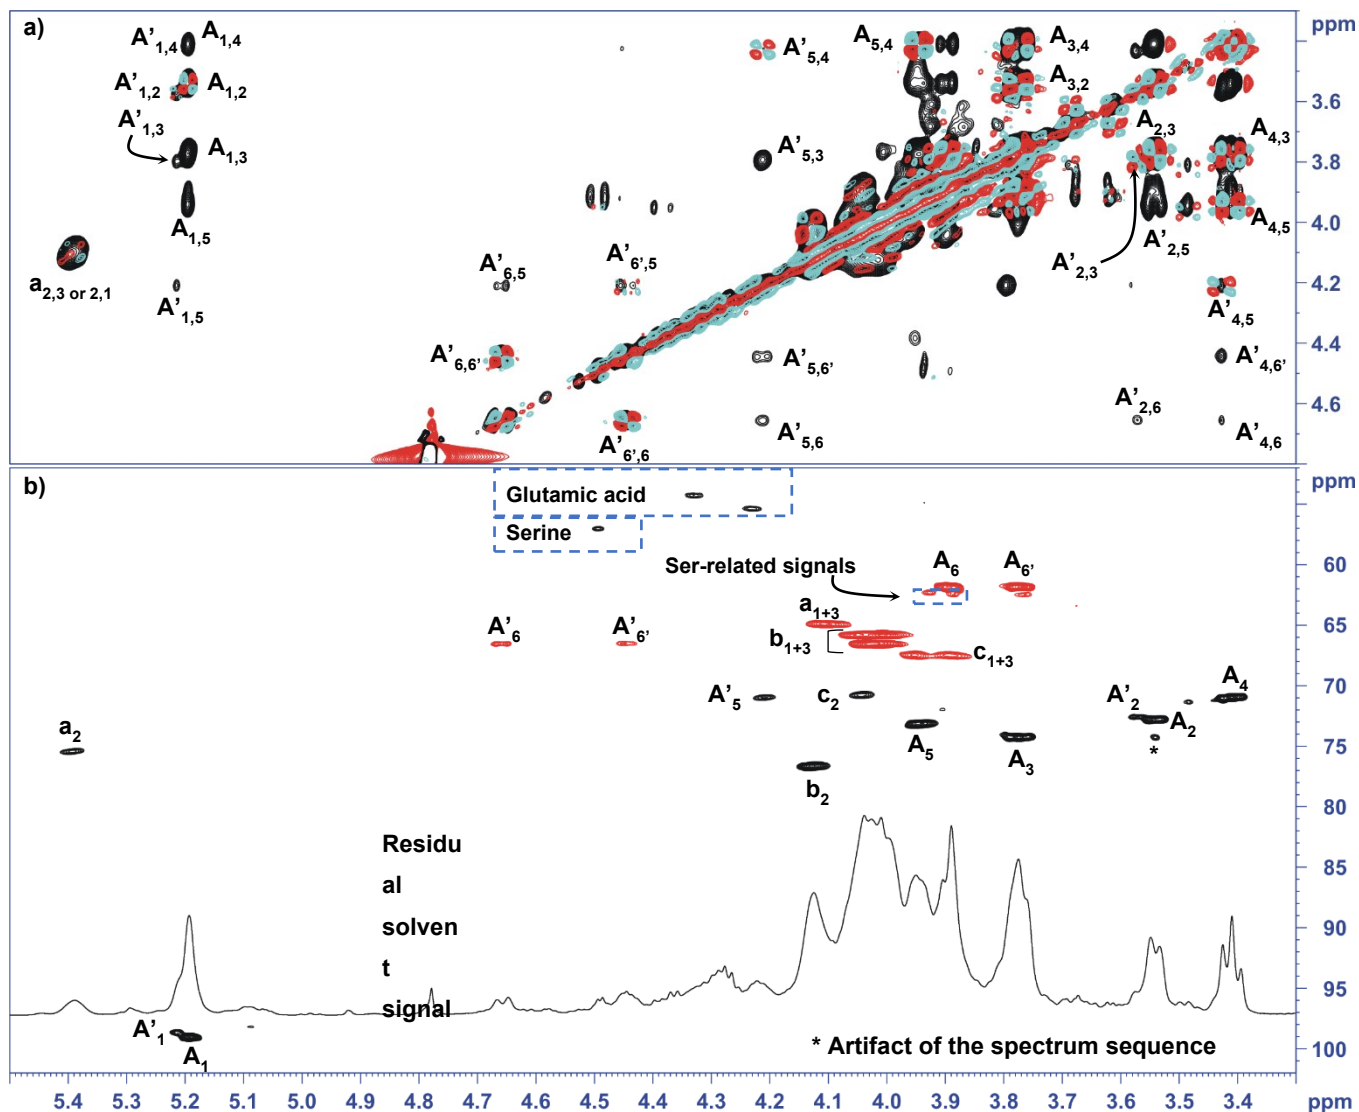 a)
ppm
A'1,4 A1,4
A'5,4
A5,4
A3,4
A'1,2 A1,2
A3,2
3.6
A'1,3
A1,3
A'5,3
A2,3
A4,3
3.8
A1,5
4.0
A4,5
a2,3 or 2,1
A'1,5
A'6,5
A'6',5
A'2,3
A'2,5
4.2
A'4,5
A'6,6'
A'5,6'
A'4,6'
4.4
A'2,6
4.6
A'6',6
A'5,6
A'4,6
b)
ppm
Glutamic acid
Serine
Ser-related signals
A6
A6'
60
a1+3
A'6
A'6'
b1+3
c1+3
65
A'5
c2
A'2
A2
A4
70
a2
A5
A3
*
75
b2
80
Residu
al
solven
t
signal
85
90
95
A'1
A1
* Artifact of the spectrum sequence
100
5.4 5.3 5.2 5.1 5.0 4.9 4.8 4.7 4.6 4.5 4.4 4.3 4.2 4.1 4.0 3.9 3.8 3.7 3.6 3.5 3.4 ppm